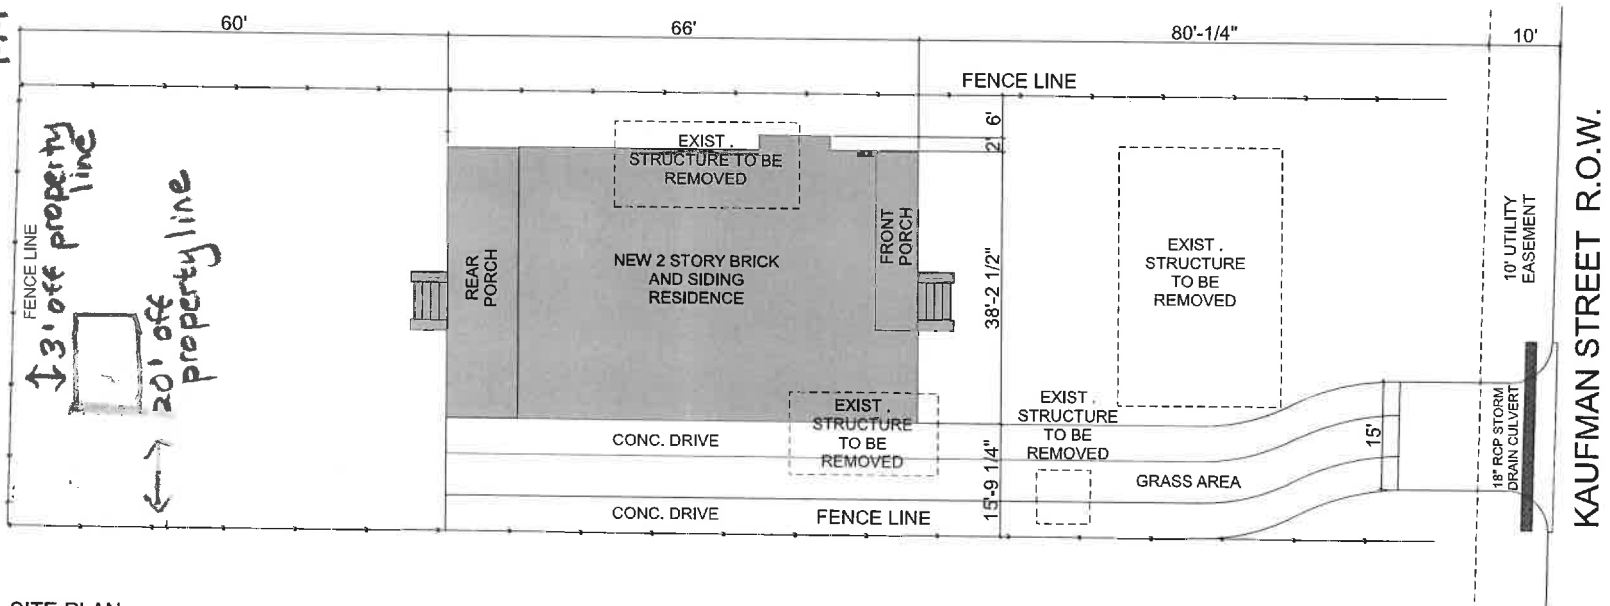 60'
66'
80'-1/4"
10'
FENCE LINE
3' off property
line
FENCE LINE
20' off
property line
EXIST .
STRUCTURE TO BE
REMOVED
2'
6'
REAR
PORCH
NEW 2 STORY BRICK
AND SIDING
RESIDENCE
FRONT
PORCH
38'-2 1/2"
EXIST .
STRUCTURE
TO BE
REMOVED
10' UTILITY
EASEMENT
KAUFMAN STREET R.O.W.
EXIST .
STRUCTURE
TO BE
REMOVED
EXIST .
STRUCTURE
TO BE
REMOVED
CONC. DRIVE
15'-9 1/4"
GRASS AREA
15'
18" RCP STORM
DRAIN CULVERT
CONC. DRIVE
FENCE LINE
SITE PLAN